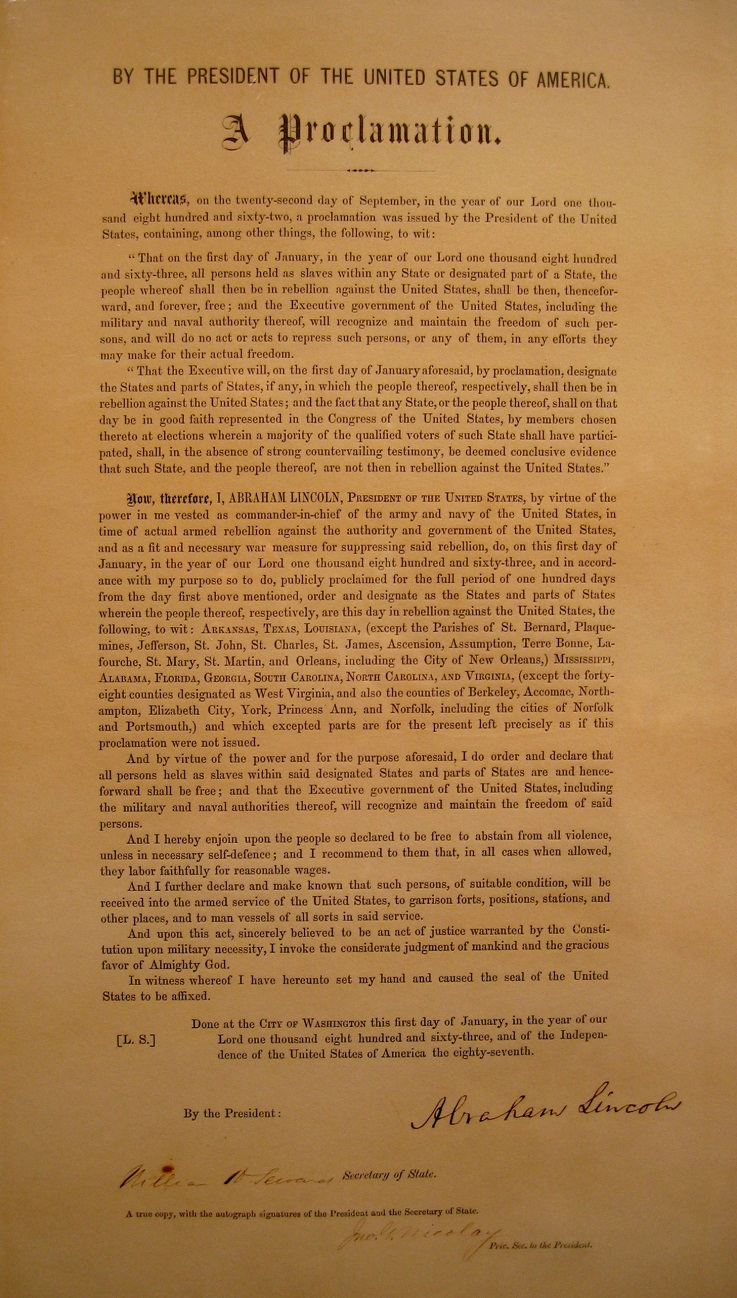 BY THE PRESIDENT OF THE UNITED STATES OF AMERICA.
A Proclamation.
Whereas, on the twenty-second day of September, in the year of our Lord one thou-
sand eight hundred and sixty-two, a proclamation was issued by the President of the United
States, containing, among other things, the following, to wit:
“ That on the first day of January, in the year of our Lord one thousand eight hundred
and sixty-three, all persons held as slaves within any State or designated part of a State, the
people whereof shall then be in rebellion against the United States, shall be then, thencefor-
ward, and forever, free; and the Executive government of the United States, including the
military and naval authority thereof, will recognize and maintain the freedom of such per-
sons, and will do no act or acts to repress such persons, or any of them, in any efforts they
may make for their actual freedom.
“ That the Executive will, on the first day of January aforesaid, by proclamation, designate
the States and parts of States, if any, in which the people thereof, respectively, shall then be in
rebellion against the United States; and the fact that any State, or the people thereof, shall on that
day be in good faith represented in the Congress of the United States, by members chosen
thereto at elections wherein a majority of the qualified voters of such State shall have partici-
pated, shall, in the absence of strong countervailing testimony, be deemed conclusive evidence
that such State, and the people thereof, are not then in rebellion against the United States.”
Now, therefore, I, ABRAHAM LINCOLN, PRESIDENT OF THE UNITED STATES, by virtue of the
power in me vested as commander-in-chief of the army and navy of the United States, in
time of actual armed rebellion against the authority and government of the United States,
and as a fit and necessary war measure for suppressing said rebellion, do, on this first day of
January, in the year of our Lord one thousand eight hundred and sixty-three, and in accord-
ance with my purpose so to do, publicly proclaimed for the full period of one hundred days
from the day first above mentioned, order and designate as the States and parts of States
wherein the people thereof, respectively, are this day in rebellion against the United States, the
following, to wit: ARKANSAS, TEXAS, LOUISIANA, (except the Parishes of St. Bernard, Plaque-
mines, Jefferson, St. John, St. Charles, St. James, Ascension, Assumption, Terre Bonne, La-
fourche, St. Mary, St. Martin, and Orleans, including the City of New Orleans,) MISSISSIPPI,
ALABAMA, FLORIDA, GEORGIA, SOUTH CAROLINA, NORTH CAROLINA, AND VIRGINIA, (except the forty-
eight counties designated as West Virginia, and also the counties of Berkeley, Accomac, North-
ampton, Elizabeth City, York, Princess Ann, and Norfolk, including the cities of Norfolk
and Portsmouth,) and which excepted parts are for the present left precisely as if this
proclamation were not issued.
And by virtue of the power and for the purpose aforesaid, I do order and declare that
all persons held as slaves within said designated States and parts of States are and hence-
forward shall be free; and that the Executive government of the United States, including
the military and naval authorities thereof, will recognize and maintain the freedom of said
persons.
And I hereby enjoin upon the people so declared to be free to abstain from all violence,
unless in necessary self-defence; and I recommend to them that, in all cases when allowed,
they labor faithfully for reasonable wages.
And I further declare and make known that such persons, of suitable condition, will be
received into the armed service of the United States, to garrison forts, positions, stations, and
other places, and to man vessels of all sorts in said service.
And upon this act, sincerely believed to be an act of justice warranted by the Consti-
tution upon military necessity, I invoke the considerate judgment of mankind and the gracious
favor of Almighty God.
In witness whereof I have hereunto set my hand and caused the seal of the United
States to be affixed.
Done at the CITY OF WASHINGTON this first day of January, in the year of our
[L. S.] Lord one thousand eight hundred and sixty-three, and of the Indepen-
dence of the United States of America the eighty-seventh.
By the President: Abraham Lincoln
William H Seward Secretary of State.
A true copy, with the autograph signatures of the President and the Secretary of State.
Jno. G. Nicolay
Priv. Sec. to the President.